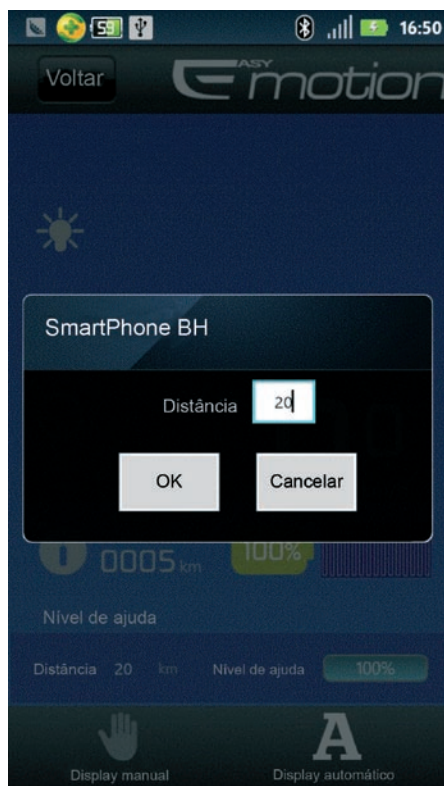 59 16:50
Voltar EASY motion
SmartPhone BH
Distância 20
OK Cancelar
0005 km 100%
Nível de ajuda
Distância 20 km Nível de ajuda 100%
A
Display manual Display automático